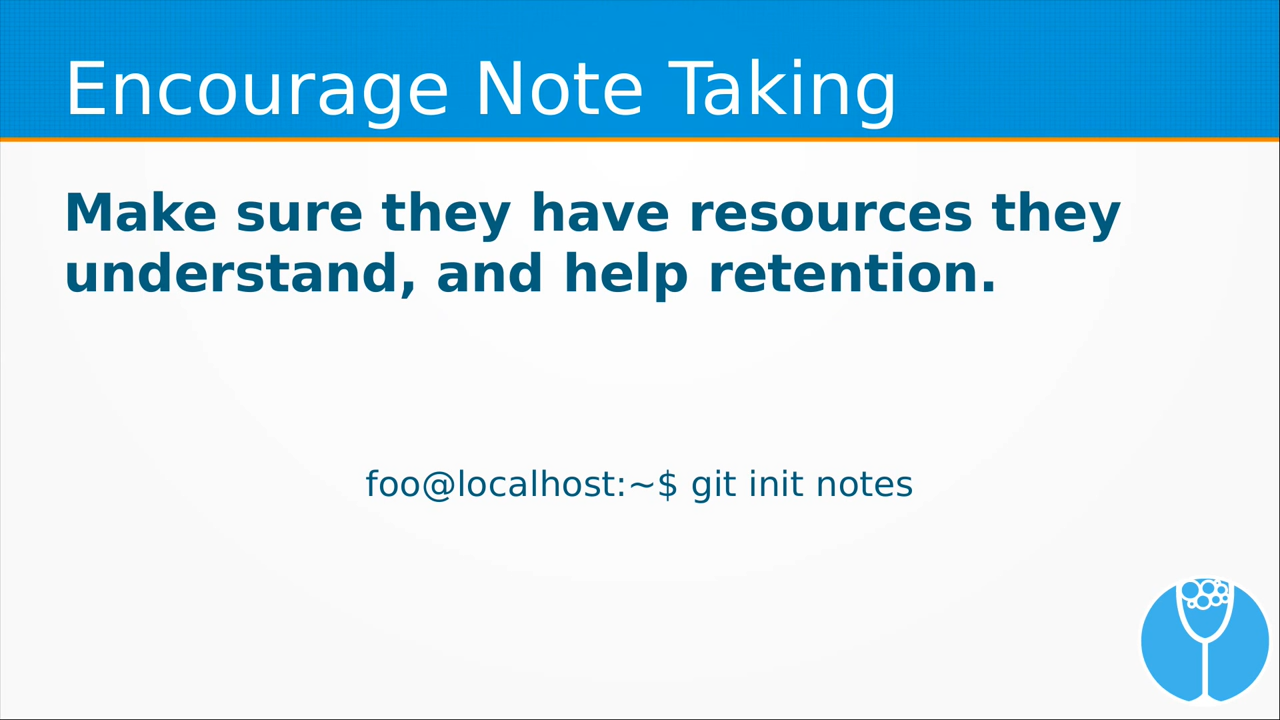 Encourage Note Taking
Make sure they have resources they
understand, and help retention.
foo@localhost:~$ git init notes